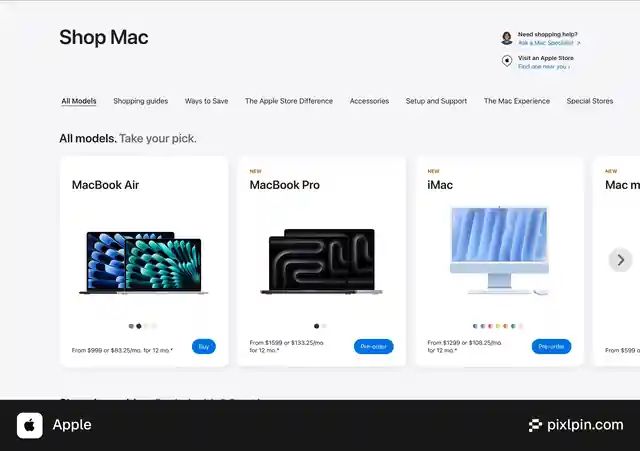 Shop Mac
Need shopping help?
Ask a Mac Specialist ↗
Visit an Apple Store
Find one near you ›
All Models
Shopping guides
Ways to Save
The Apple Store Difference
Accessories
Setup and Support
The Mac Experience
Special Stores
All models. Take your pick.
MacBook Air
From $999 or $83.25/mo. for 12 mo.*
Buy
NEW
MacBook Pro
From $1599 or $133.25/mo.
for 12 mo.*
Pre-order
NEW
iMac
From $1299 or $108.25/mo.
for 12 mo.*
Pre-order
NEW
Mac m
From $599 o
Apple
pixlpin.com